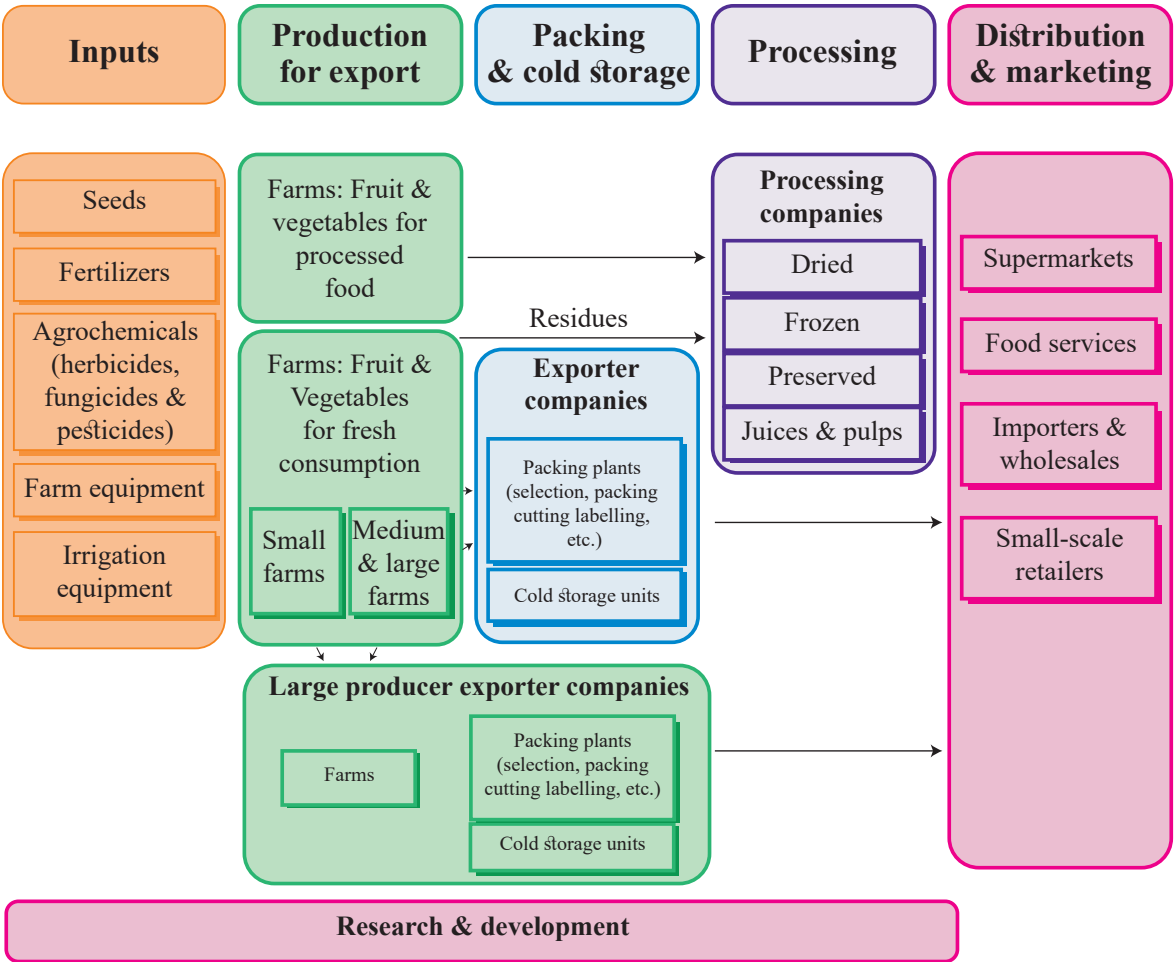 Inputs
Production
for export
Packing
& cold storage
Processing
Distribution
& marketing
Seeds
Fertilizers
Agrochemicals
(herbicides,
fungicides &
pesticides)
Farm equipment
Irrigation
equipment
Farms: Fruit &
vegetables for
processed
food
Farms: Fruit &
Vegetables
for fresh
consumption
Small
farms
Medium
& large
farms
Residues
Exporter
companies
Packing plants
(selection, packing
cutting labelling,
etc.)
Cold storage units
Processing
companies
Dried
Frozen
Preserved
Juices & pulps
Supermarkets
Food services
Importers &
wholesales
Small-scale
retailers
Large producer exporter companies
Farms
Packing plants
(selection, packing
cutting labelling, etc.)
Cold storage units
Research & development